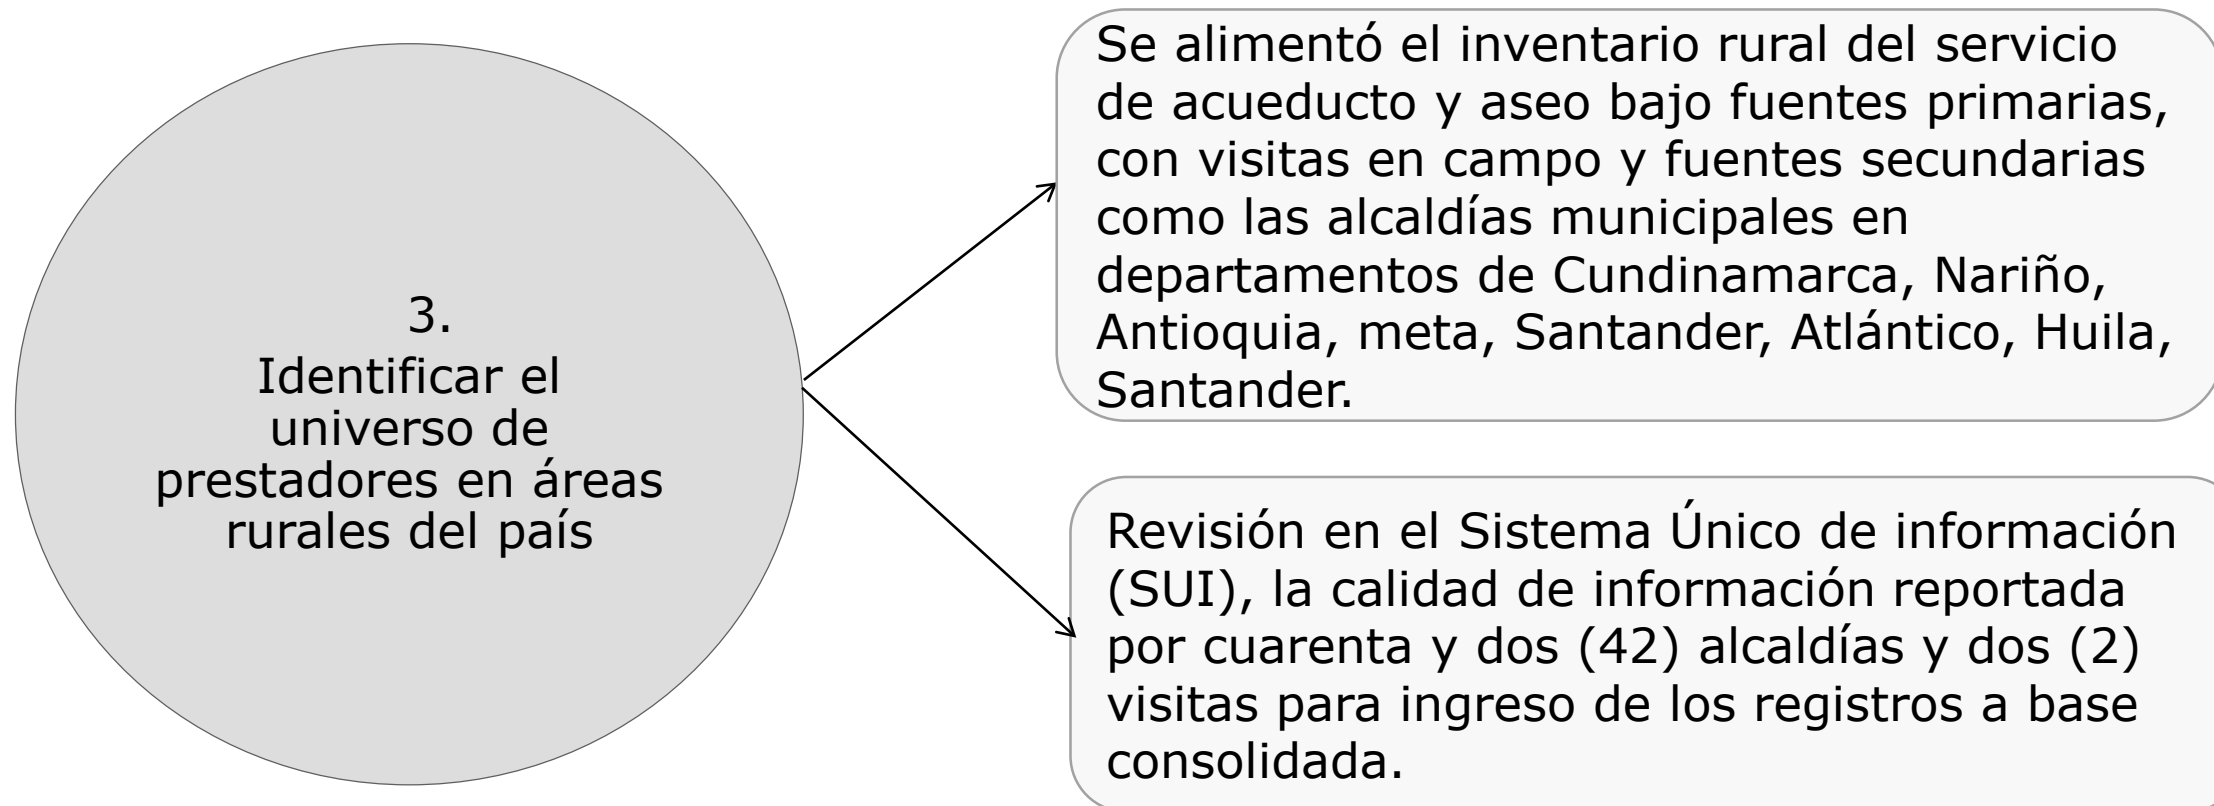 3.
Identificar el
universo de
prestadores en áreas
rurales del país
Se alimentó el inventario rural del servicio
de acueducto y aseo bajo fuentes primarias,
con visitas en campo y fuentes secundarias
como las alcaldías municipales en
departamentos de Cundinamarca, Nariño,
Antioquia, meta, Santander, Atlántico, Huila,
Santander.
Revisión en el Sistema Único de información
(SUI), la calidad de información reportada
por cuarenta y dos (42) alcaldías y dos (2)
visitas para ingreso de los registros a base
consolidada.